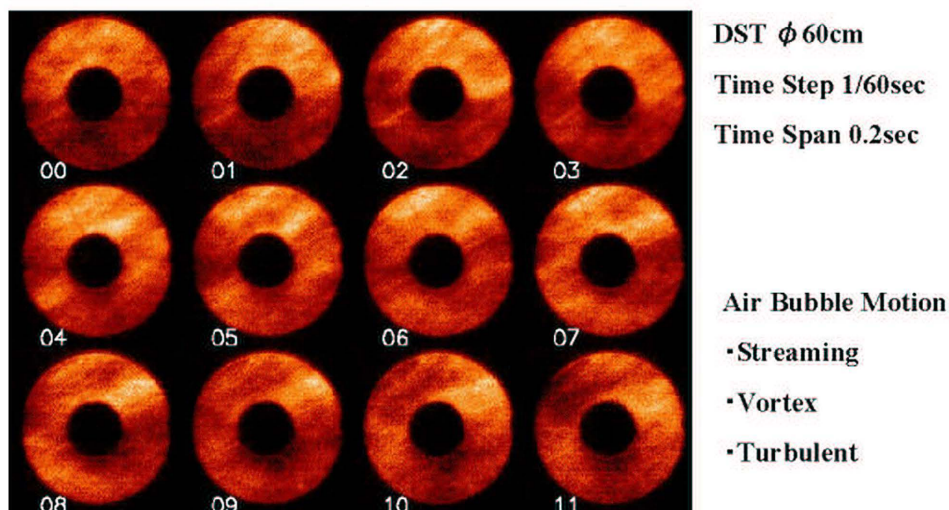 DST ϕ 60cm
Time Step 1/60sec
Time Span 0.2sec
00 01 02 03
04 05 06 07
Air Bubble Motion
・Streaming
・Vortex
・Turbulent
08 09 10 11